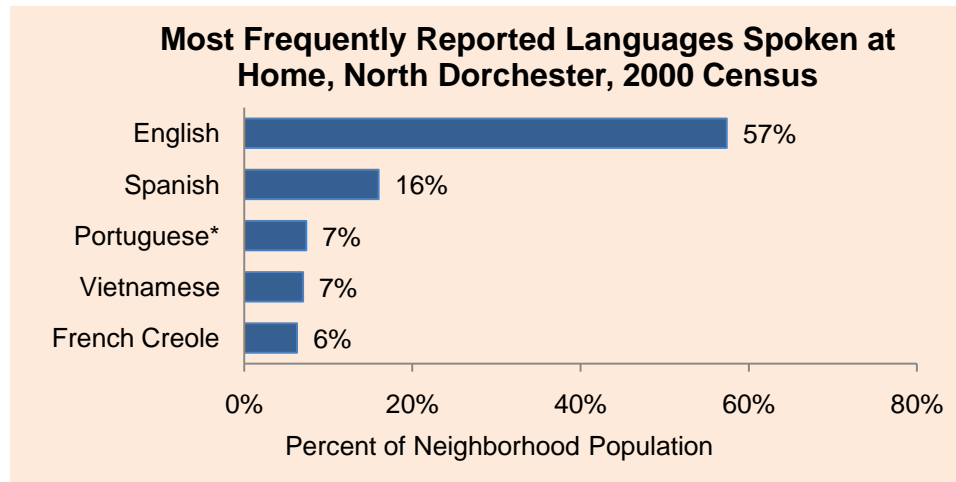 Most Frequently Reported Languages Spoken at
Home, North Dorchester, 2000 Census
English 57%
Spanish 16%
Portuguese* 7%
Vietnamese 7%
French Creole 6%
0% 20% 40% 60% 80%
Percent of Neighborhood Population